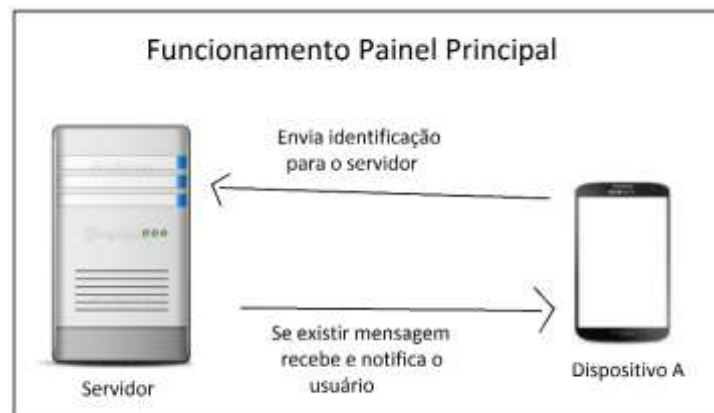 Funcionamento Painel Principal
Envia identificação
para o servidor
Se existir mensagem
recebe e notifica o
usuário
Servidor
Dispositivo A